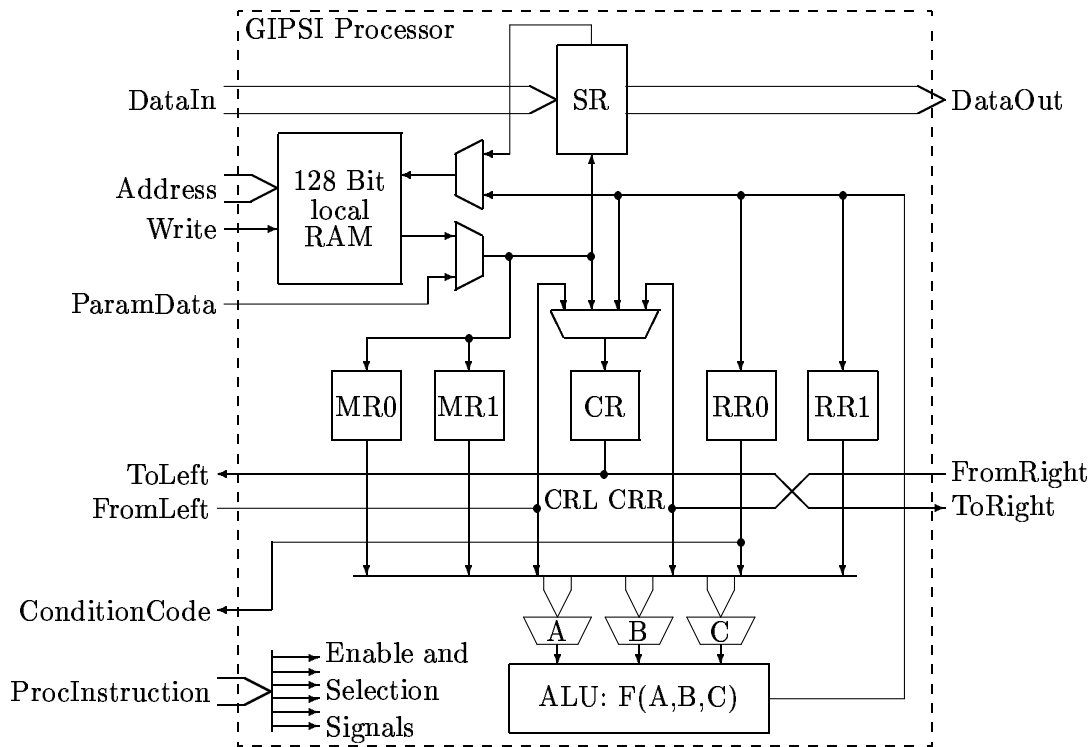 GIPSI Processor
DataIn
SR
DataOut
Address
128 Bit
local
RAM
Write
ParamData
MR0
MR1
CR
RR0
RR1
ToLeft
FromRight
FromLeft
CRL
CRR
ToRight
ConditionCode
A
B
C
ProcInstruction
Enable and
Selection
Signals
ALU: F(A,B,C)